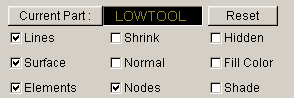 Current Part : LOWTOOL Reset
Lines Shrink Hidden
Surface Normal Fill Color
Elements Nodes Shade